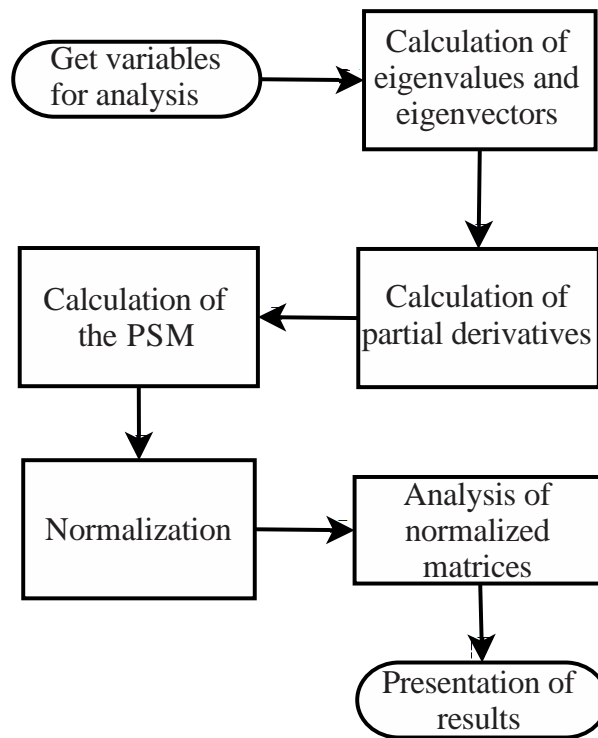 Get variables
for analysis
Calculation of
eigenvalues and
eigenvectors
Calculation of
partial derivatives
Calculation of
the PSM
Normalization
Analysis of
normalized
matrices
Presentation of
results